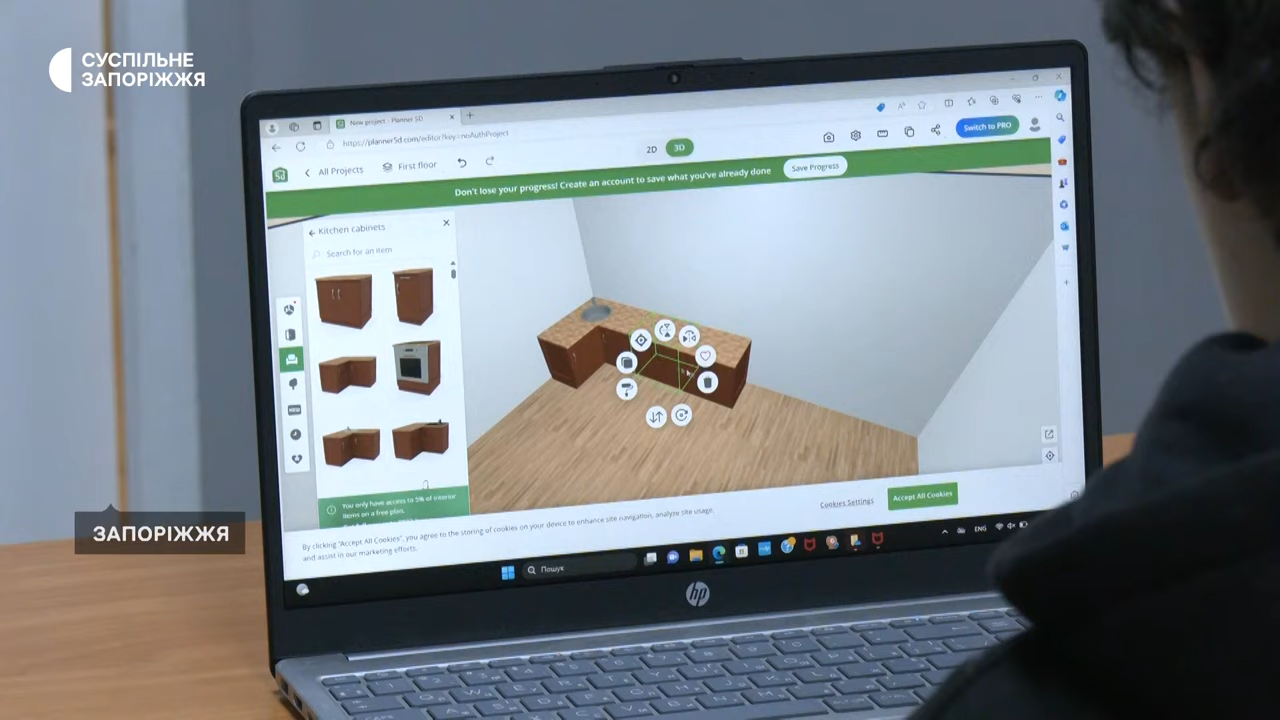 СУСПІЛЬНЕ
ЗАПОРІЖЖЯ
New project - Planner 5D
https://planner5d.com/editor?key=noAuthProject
All Projects
First floor
2D
3D
Switch to PRO
Don't lose your progress! Create an account to save what you've already done
Save Progress
Kitchen cabinets
Search for an item
You only have access to 5% of interior
items on a free plan.
By clicking "Accept All Cookies", you agree to the storing of cookies on your device to enhance site navigation, analyze site usage,
and assist in our marketing efforts.
Cookies Settings
Accept All Cookies
Пошук
ENG
hp
ЗАПОРІЖЖЯ